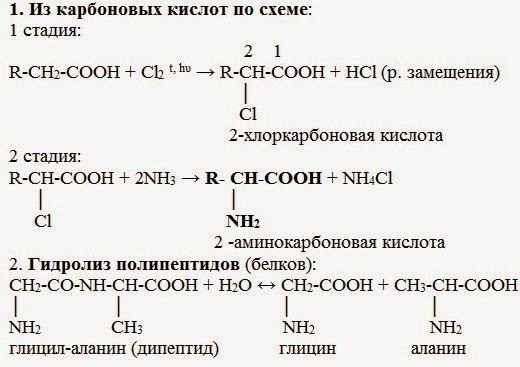 1. Из карбоновых кислот по схеме:
1 стадия:
2 1
R-CH2-COOH + Cl2 t, hυ → R-CH-COOH + HCl (р. замещения)
|
Cl
2-хлоркарбоновая кислота
2 стадия:
R-CH-COOH + 2NH3 → R- CH-COOH + NH4Cl
| |
Cl NH2
2 -аминокарбоновая кислота
2. Гидролиз полипептидов (белков):
CH2-CO-NH-CH-COOH + H2O ↔ CH2-COOH + CH3-CH-COOH
| | | |
NH2 CH3 NH2 NH2
глицил-аланин (дипептид) глицин аланин